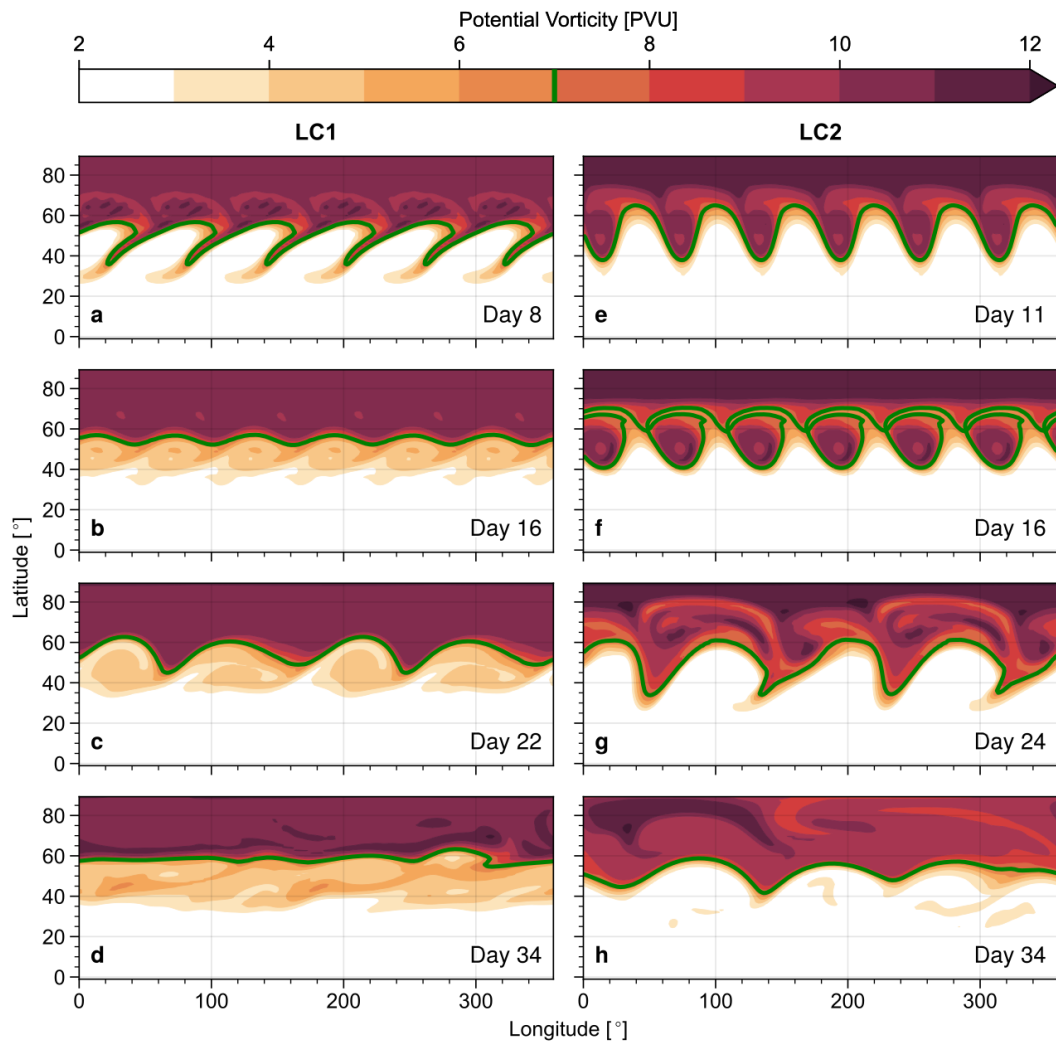 Potential Vorticity [PVU]
2 4 6 8 10 12
LC1 LC2
80
60
40
20
0
a Day 8
e Day 11
80
60
40
20
0
b Day 16
f Day 16
Latitude [°]
80
60
40
20
0
c Day 22
g Day 24
80
60
40
20
0
d Day 34
h Day 34
0 100 200 300 0 100 200 300
Longitude [°]